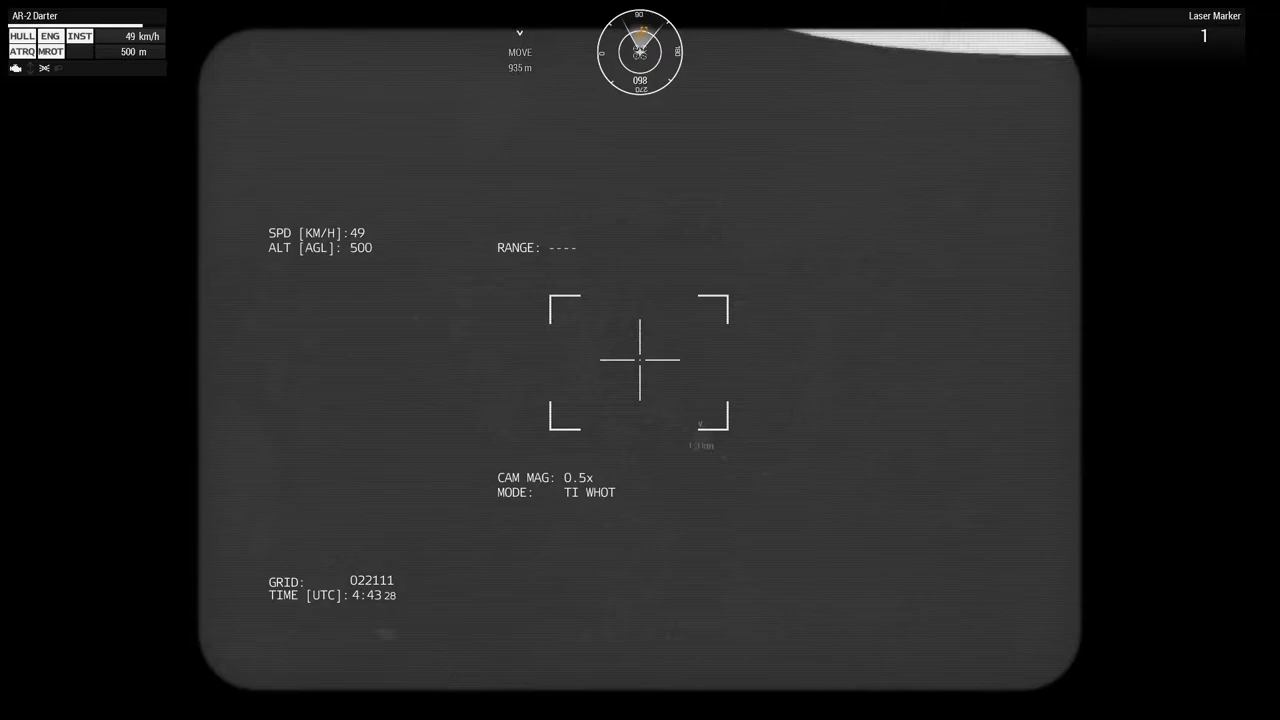 AR-2 Darter
HULL ENG INST 49 km/h
ATRQ MROT 500 m
MOVE
935 m
098
Laser Marker
1
SPD [KM/H]: 49
ALT [AGL]: 500
RANGE: ----
CAM MAG: 0.5x
MODE: TI WHOT
GRID: 022111
TIME [UTC]: 4:43 28